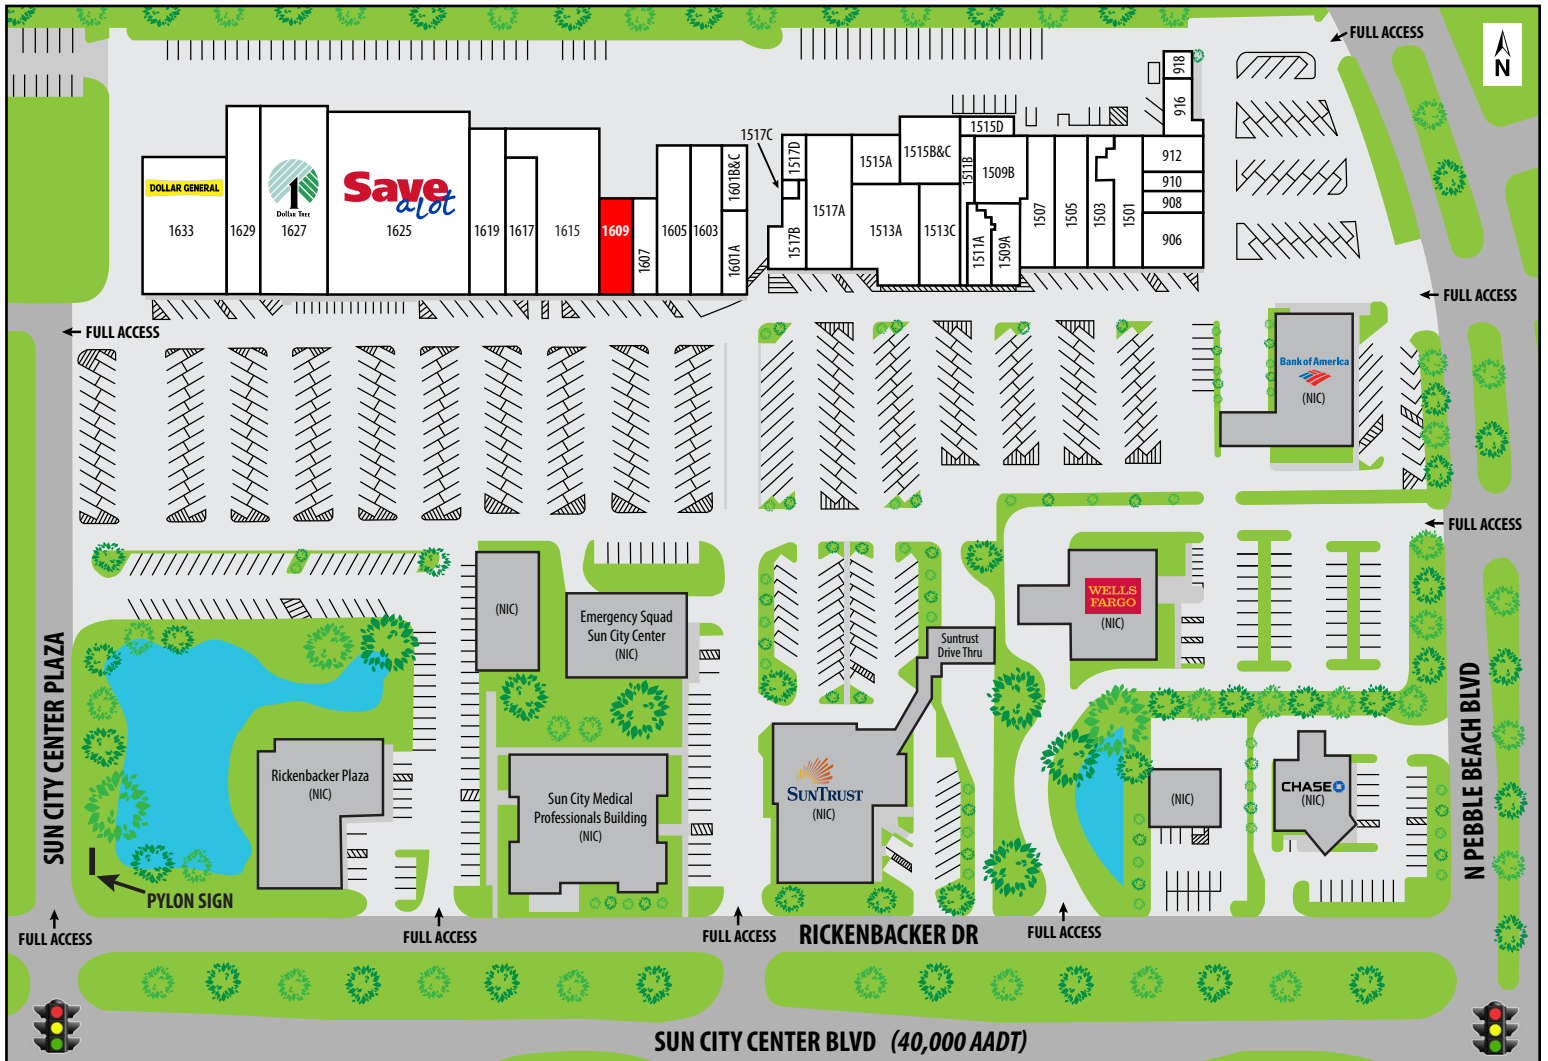 FULL ACCESS
N
918
916
1515D
1517C
1517D
1515A
1515B&C
1511B
1509B
912
910
908
906
DOLLAR GENERAL
1
DOLLAR TREE
Save
a lot
1601B&C
1633
1629
1627
1625
1619
1617
1615
1609
1607
1605
1603
1601A
1517B
1517A
1513A
1513C
1511A
1509A
1507
1505
1503
1501
FULL ACCESS
FULL ACCESS
Bank of America
(NIC)
FULL ACCESS
(NIC)
Emergency Squad
Sun City Center
(NIC)
Suntrust
Drive Thru
WELLS
FARGO
(NIC)
SUN CITY CENTER PLAZA
N PEBBLE BEACH BLVD
Rickenbacker Plaza
(NIC)
Sun City Medical
Professionals Building
(NIC)
SUNTRUST
(NIC)
(NIC)
CHASE
(NIC)
PYLON SIGN
FULL ACCESS
FULL ACCESS
FULL ACCESS
RICKENBACKER DR
FULL ACCESS
SUN CITY CENTER BLVD (40,000 AADT)